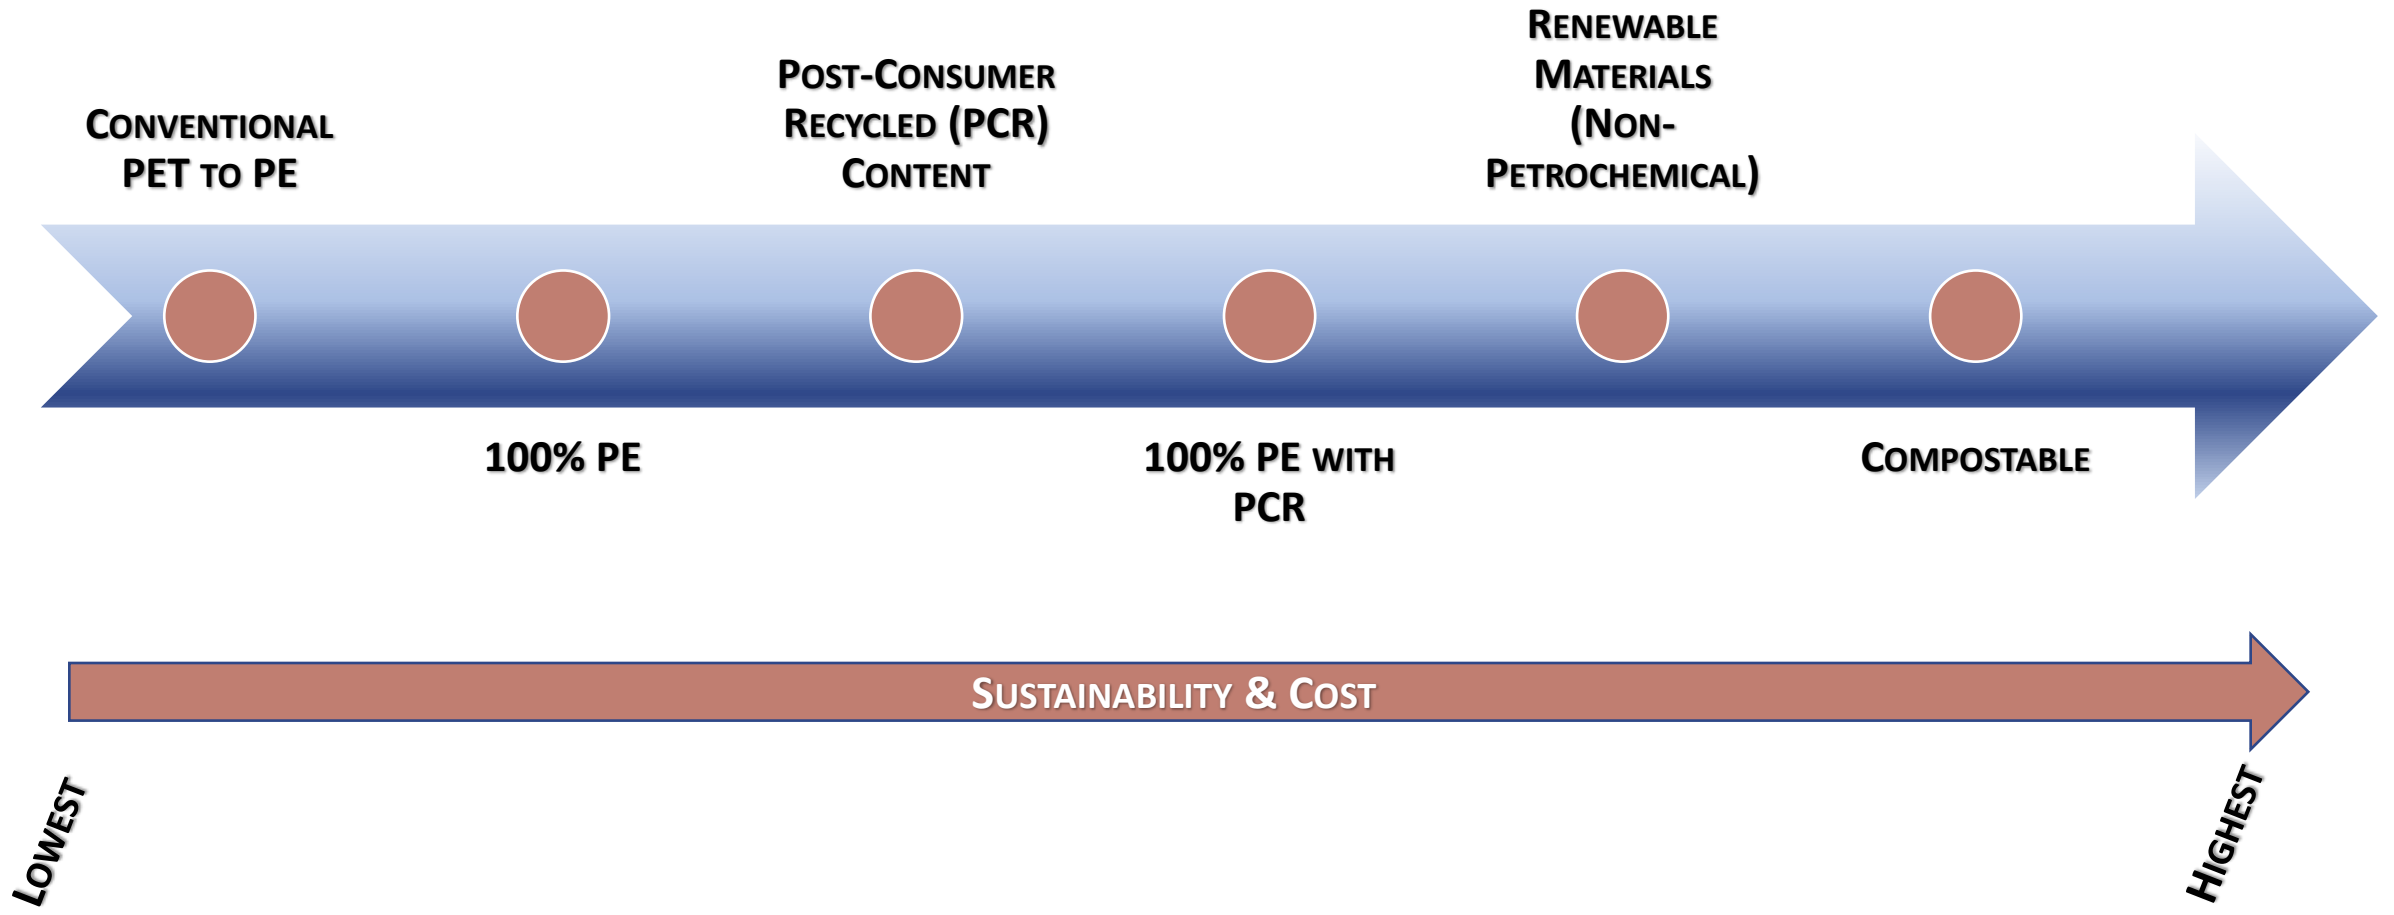 Conventional
PET to PE
100% PE
Post-Consumer
Recycled (PCR)
Content
100% PE with
PCR
Renewable
Materials
(Non-
Petrochemical)
Compostable
Sustainability & Cost
Lowest
Highest